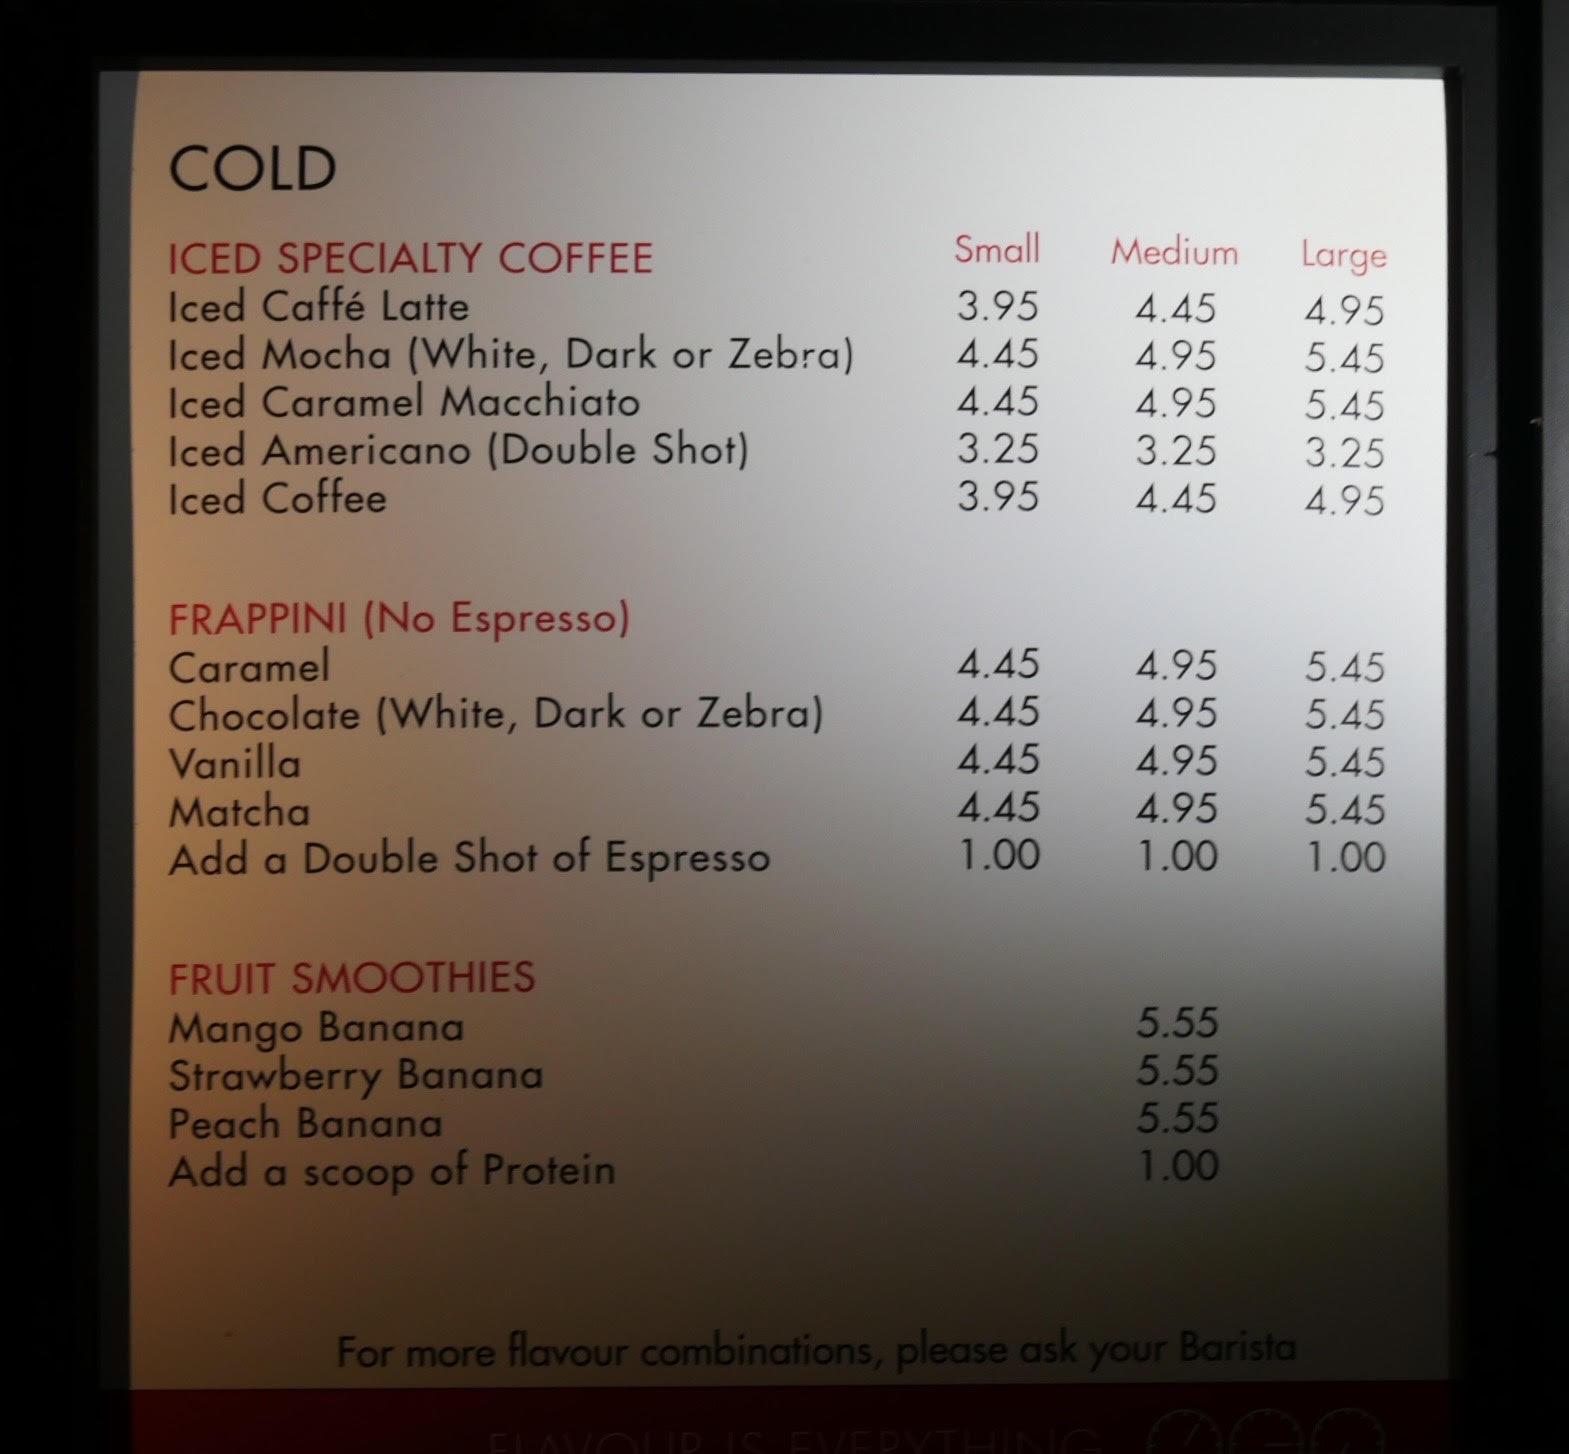 COLD
ICED SPECIALTY COFFEE Small Medium Large
Iced Caffé Latte 3.95 4.45 4.95
Iced Mocha (White, Dark or Zebra) 4.45 4.95 5.45
Iced Caramel Macchiato 4.45 4.95 5.45
Iced Americano (Double Shot) 3.25 3.25 3.25
Iced Coffee 3.95 4.45 4.95
FRAPPINI (No Espresso)
Caramel 4.45 4.95 5.45
Chocolate (White, Dark or Zebra) 4.45 4.95 5.45
Vanilla 4.45 4.95 5.45
Matcha 4.45 4.95 5.45
Add a Double Shot of Espresso 1.00 1.00 1.00
FRUIT SMOOTHIES
Mango Banana 5.55
Strawberry Banana 5.55
Peach Banana 5.55
Add a scoop of Protein 1.00
For more flavour combinations, please ask your Barista
FLAVOUR IS EVERYTHING